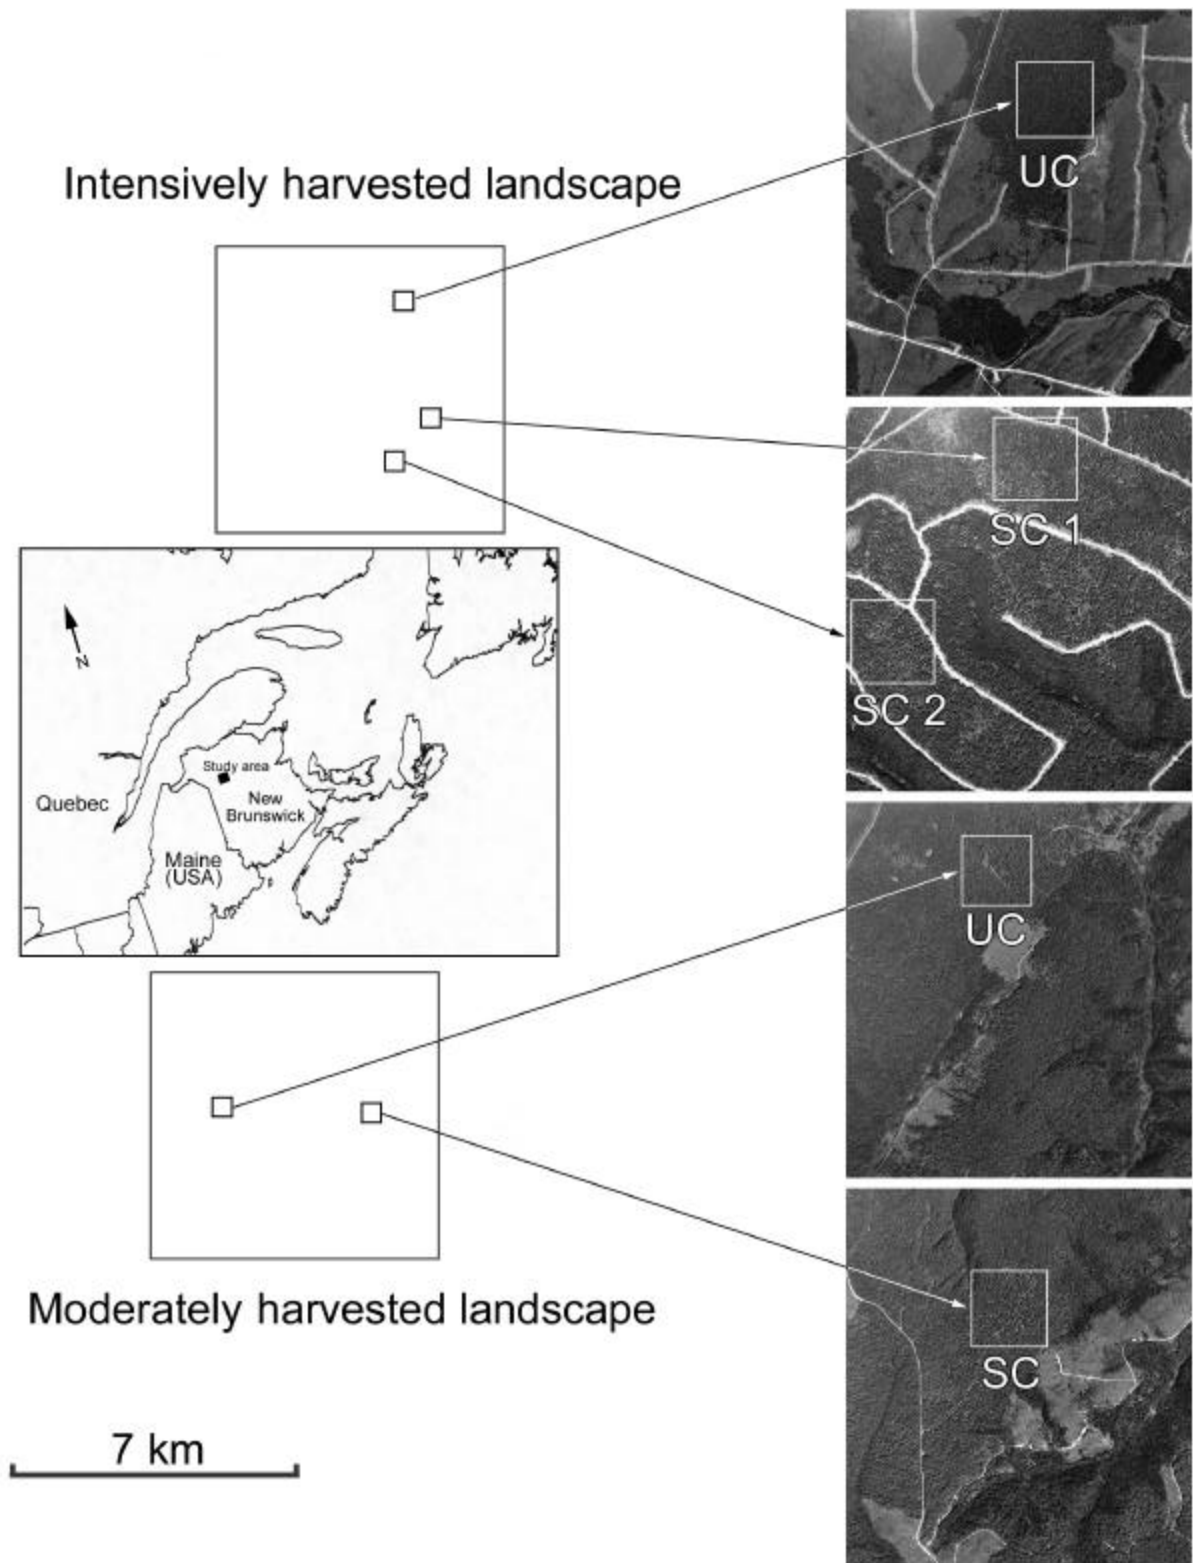 Intensively harvested landscape
UC
SC 1
SC 2
N
Study area
Quebec
New
Brunswick
Maine
(USA)
UC
Moderately harvested landscape
SC
7 km